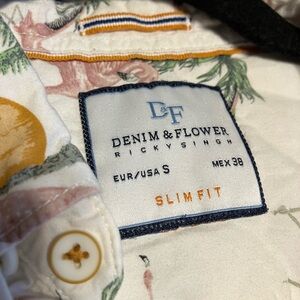 DF
DENIM & FLOWER
RICKY SINGH
EUR/USA S MEX 38
SLIM FIT